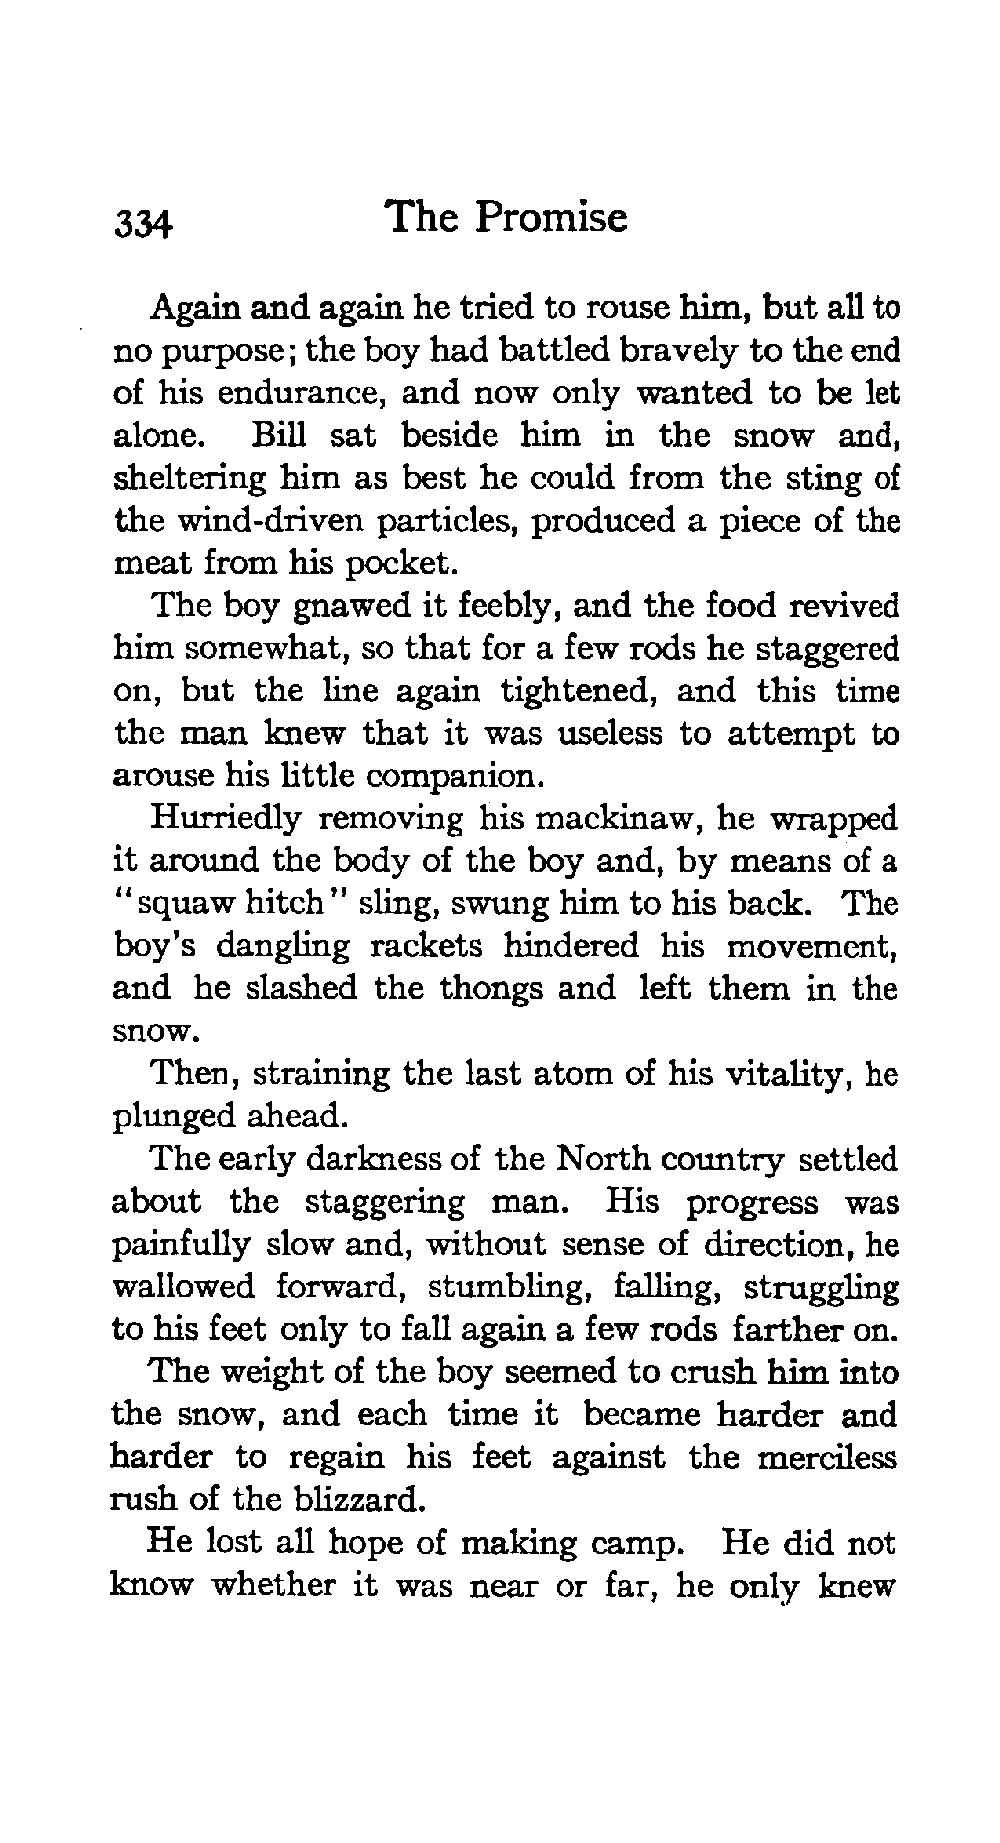 334 The Promise
Again and again he tried to rouse him, but all to
no purpose; the boy had battled bravely to the end
of his endurance, and now only wanted to be let
alone. Bill sat beside him in the snow and,
sheltering him as best he could from the sting of
the wind-driven particles, produced a piece of the
meat from his pocket.
The boy gnawed it feebly, and the food revived
him somewhat, so that for a few rods he staggered
on, but the line again tightened, and this time
the man knew that it was useless to attempt to
arouse his little companion.
Hurriedly removing his mackinaw, he wrapped
it around the body of the boy and, by means of a
"squaw hitch" sling, swung him to his back. The
boy's dangling rackets hindered his movement,
and he slashed the thongs and left them in the
snow.
Then, straining the last atom of his vitality, he
plunged ahead.
The early darkness of the North country settled
about the staggering man. His progress was
painfully slow and, without sense of direction, he
wallowed forward, stumbling, falling, struggling
to his feet only to fall again a few rods farther on.
The weight of the boy seemed to crush him into
the snow, and each time it became harder and
harder to regain his feet against the merciless
rush of the blizzard.
He lost all hope of making camp. He did not
know whether it was near or far, he only knew